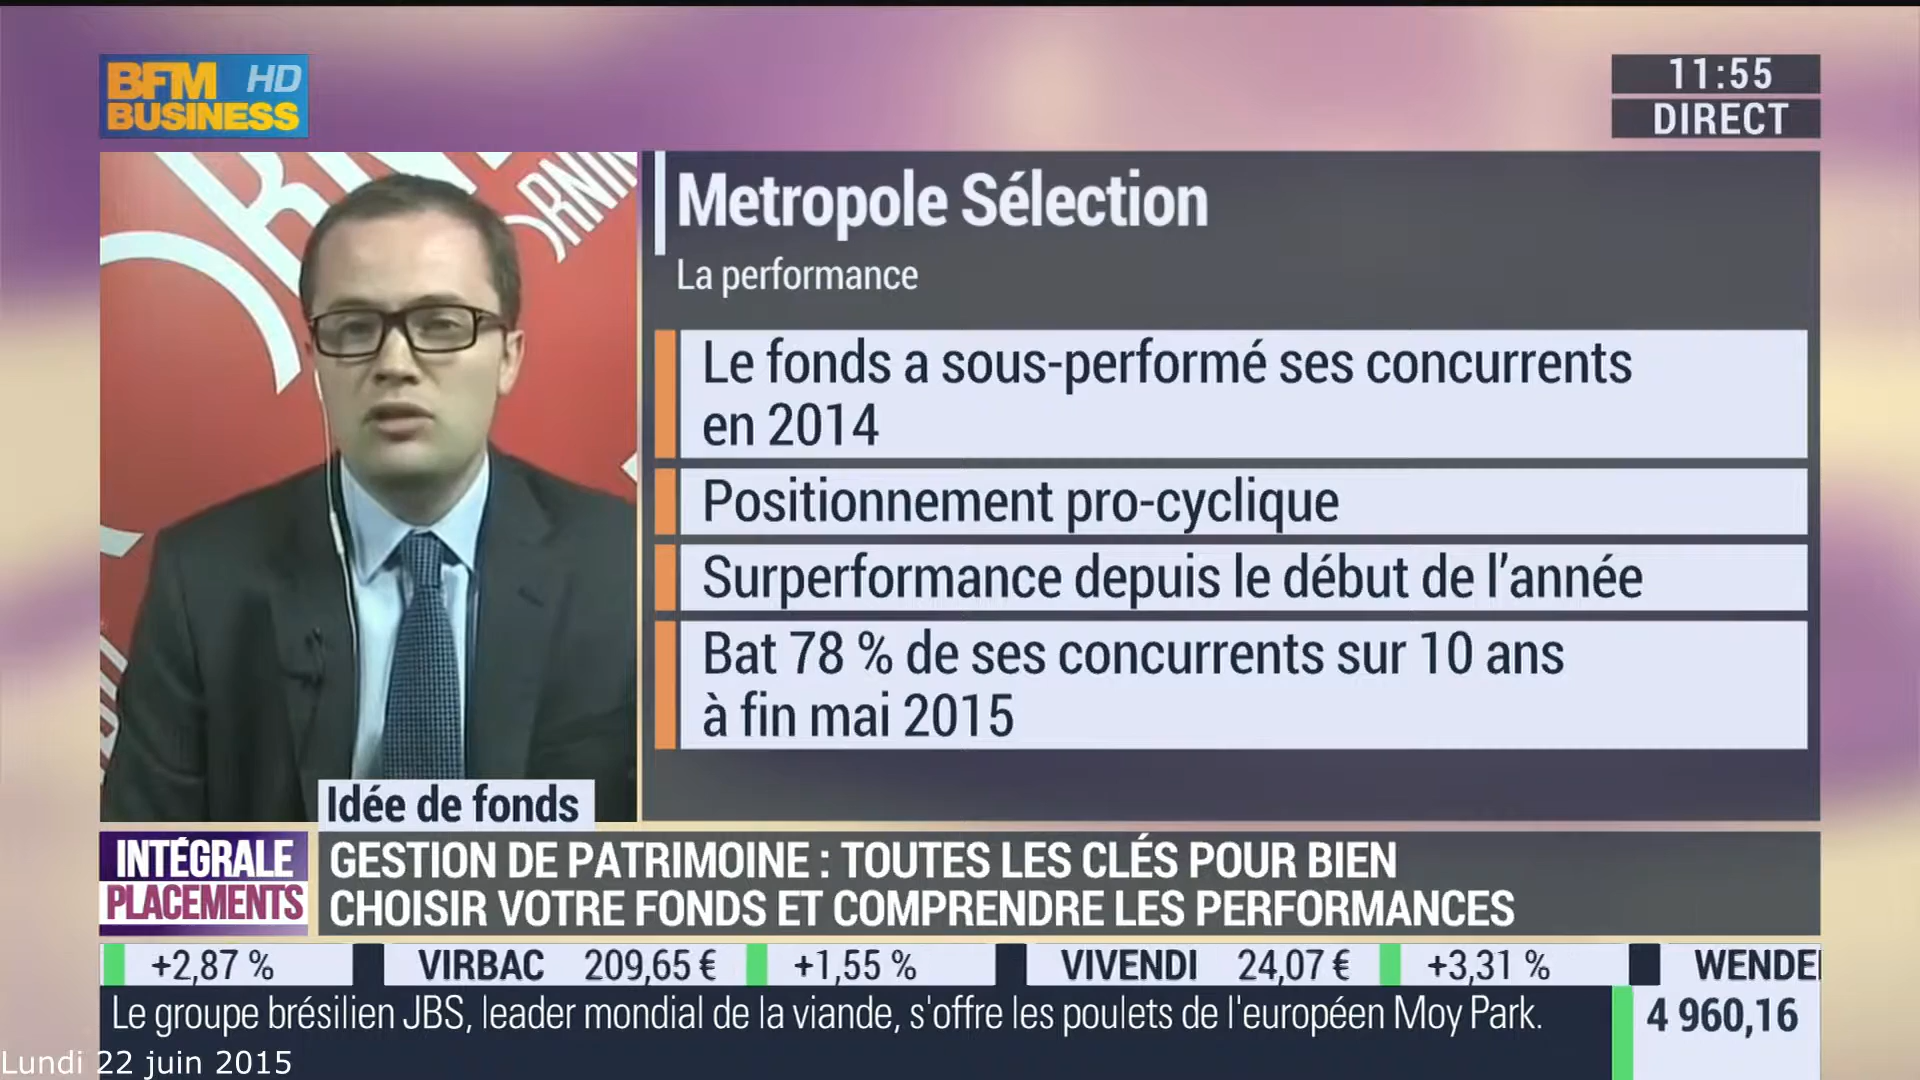 BFM HD
BUSINESS
11:55
DIRECT
Metropole Sélection
La performance
Le fonds a sous-performé ses concurrents
en 2014
Positionnement pro-cyclique
Surperformance depuis le début de l’année
Bat 78 % de ses concurrents sur 10 ans
à fin mai 2015
Idée de fonds
INTÉGRALE
PLACEMENTS
GESTION DE PATRIMOINE : TOUTES LES CLÉS POUR BIEN
CHOISIR VOTRE FONDS ET COMPRENDRE LES PERFORMANCES
+2,87 % VIRBAC 209,65 € +1,55 % VIVENDI 24,07 € +3,31 % WENDE
Le groupe brésilien JBS, leader mondial de la viande, s'offre les poulets de l'européen Moy Park.
4 960,16
Lundi 22 juin 2015